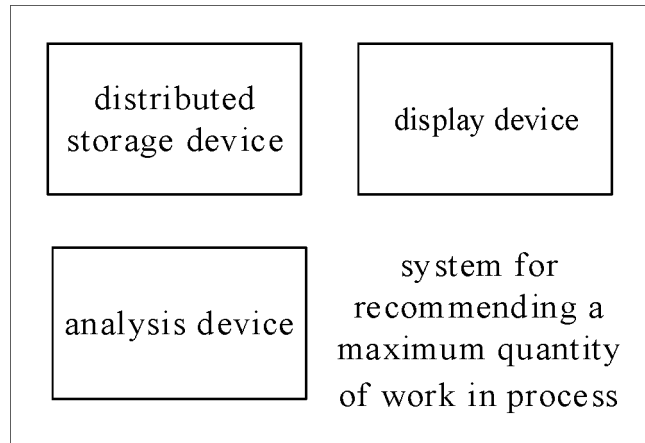 distributed
storage device
display device
analysis device
system for
recommending a
maximum quantity
of work in process